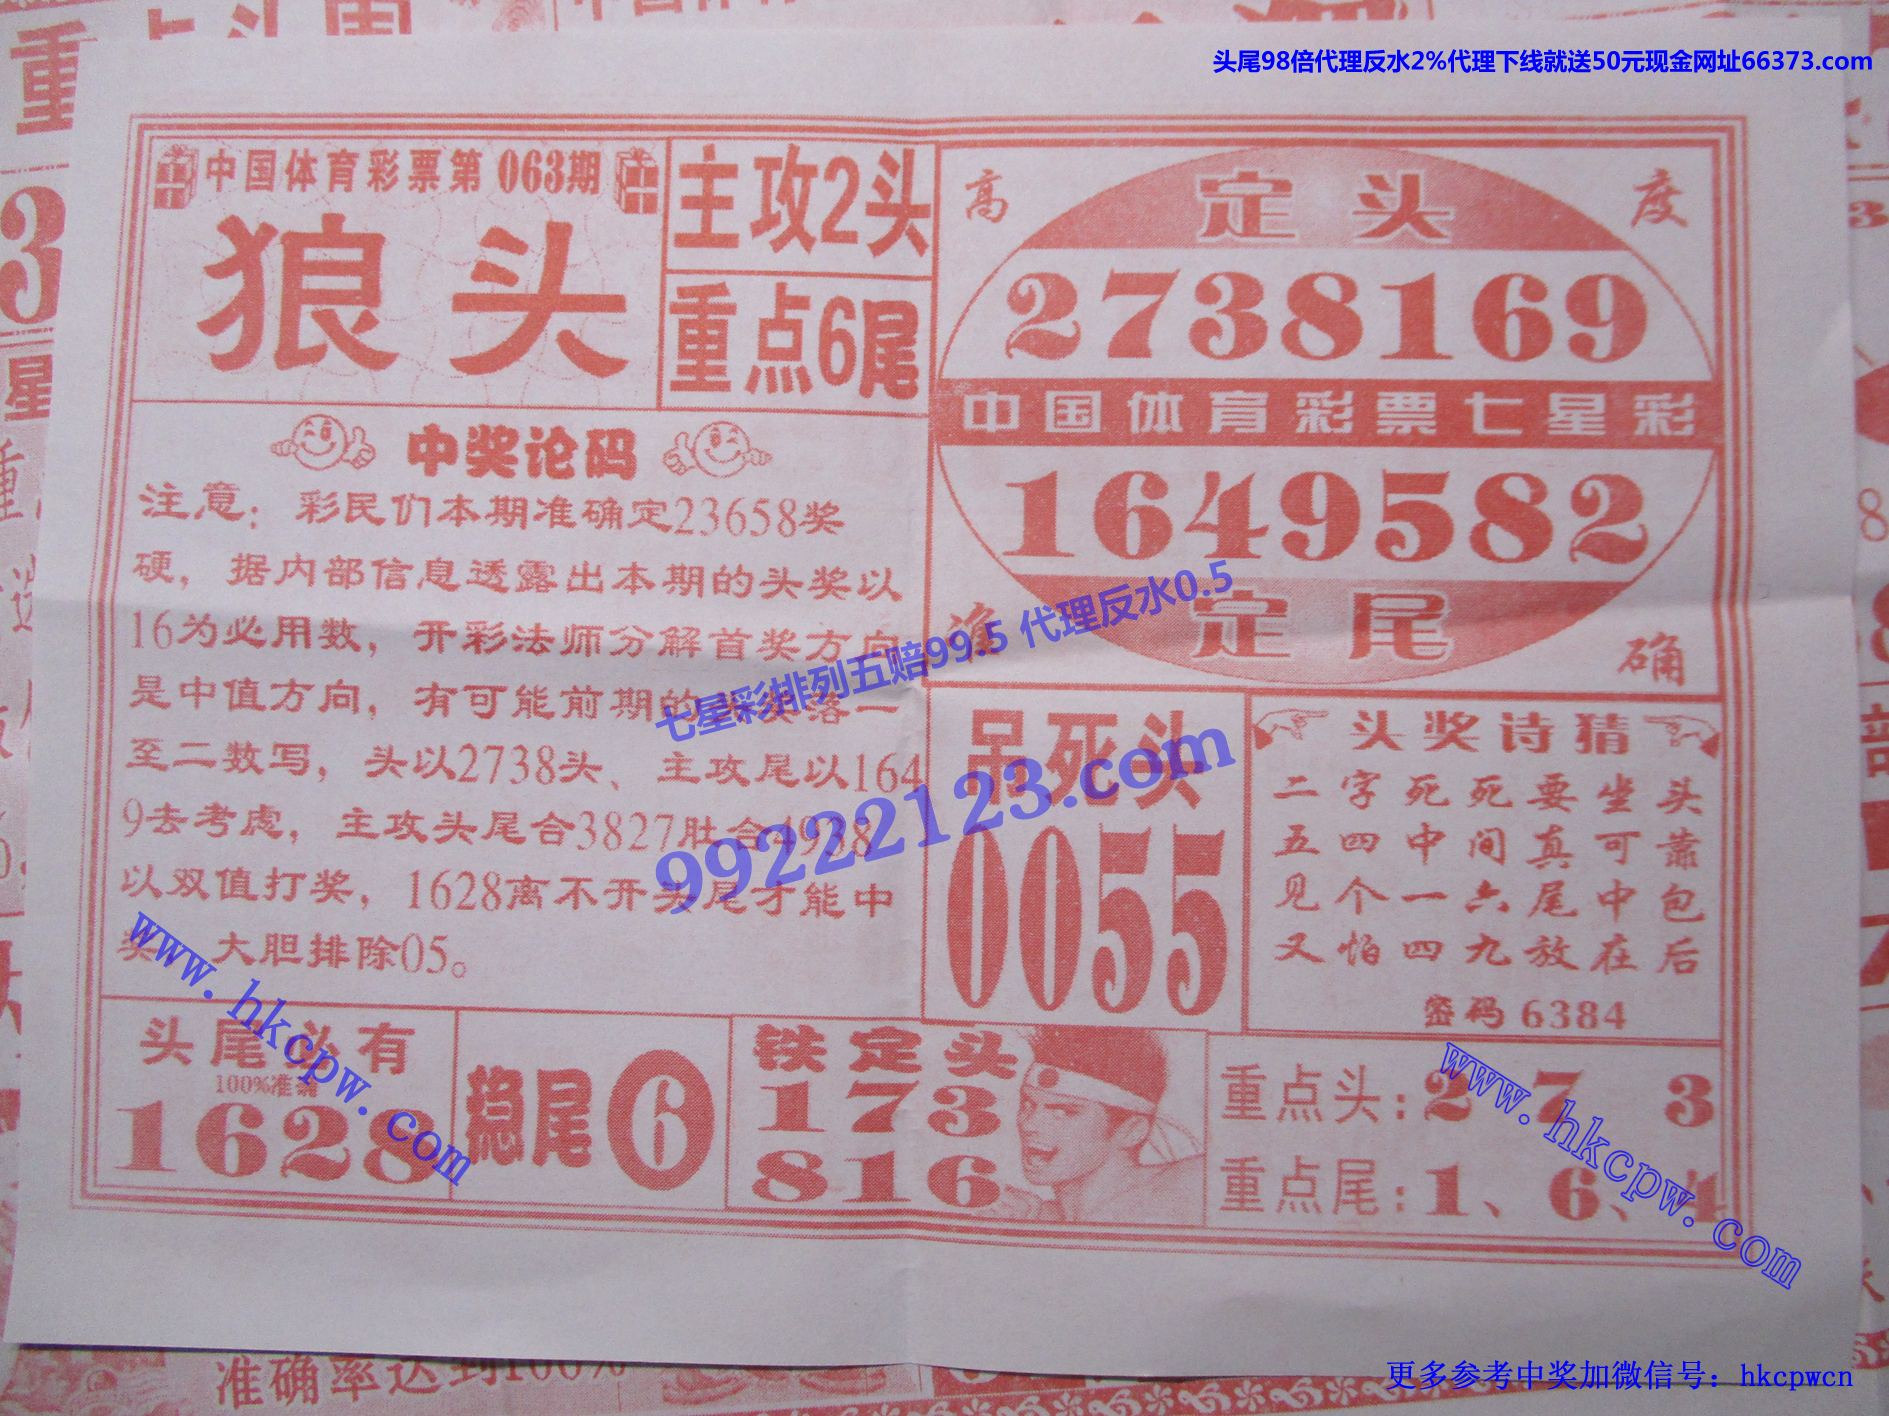 头尾98倍代理反水2%代理下线就送50元现金网址66373.com
中国体育彩票第 063期
狼头
主攻2头
重点6尾
高 度
定头
2738169
中国体育彩票七星彩
1649582
定尾
准 确
中奖论码
注意：彩民们本期准确定23658奖
硬，据内部信息透露出本期的头奖以
16为必用数，开彩法师分解首奖方向
是中值方向，有可能前期的 落一
至二数写，头以2738头、主攻尾以164
9去考虑，主攻头尾合3827肚合4938
以双值打奖，1628离不开头尾才能中
奖，大胆排除05。
七星彩排列五赔99.5 代理反水0.5
99222123.com
吊死头
0055
头奖诗猜
二字死死要坐头
五四中间真可靠
见个一六尾中包
又怕四九放在后
密码 6384
头尾必有
100%准确
1628
稳尾 6
铁定头
173
816
重点头：2 7 3
重点尾：1、6、4
www.hkcpw.com
www.hkcpw.com
准确率达到100%
更多参考中奖加微信号：hkcpwcn